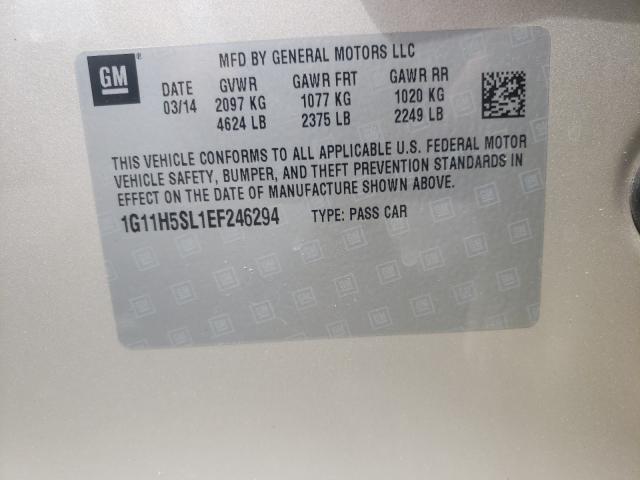 GM
MFD BY GENERAL MOTORS LLC
DATE GVWR GAWR FRT GAWR RR
03/14 2097 KG 1077 KG 1020 KG
4624 LB 2375 LB 2249 LB
THIS VEHICLE CONFORMS TO ALL APPLICABLE U.S. FEDERAL MOTOR
VEHICLE SAFETY, BUMPER, AND THEFT PREVENTION STANDARDS IN
EFFECT ON THE DATE OF MANUFACTURE SHOWN ABOVE.
1G11H5SL1EF246294 TYPE: PASS CAR